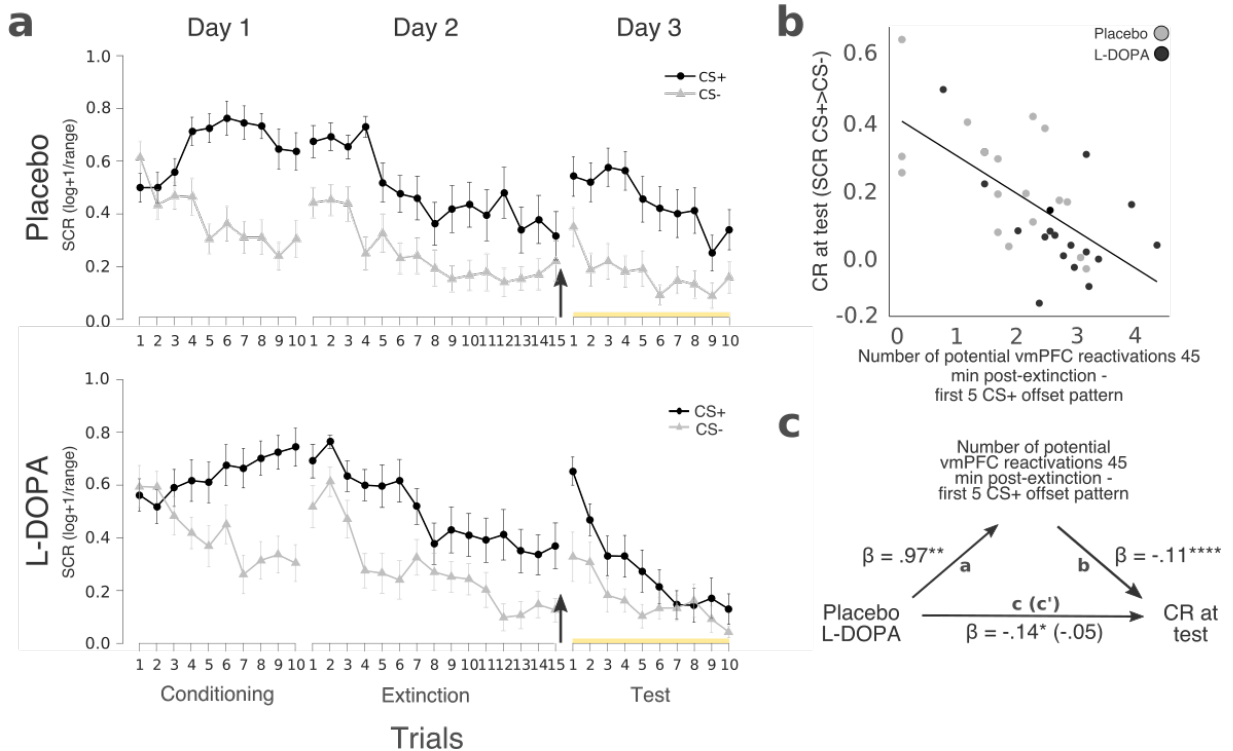 a
Day 1
Day 2
Day 3
Placebo
SCR (log+1/range)
1.0
0.8
0.6
0.4
0.2
0.0
CS+
CS-
1 2 3 4 5 6 7 8 9 10
1 2 3 4 5 6 7 8 9 10 11 12 13 14 15
1 2 3 4 5 6 7 8 9 10
L-DOPA
SCR (log+1/range)
1.0
0.8
0.6
0.4
0.2
0.0
CS+
CS-
1 2 3 4 5 6 7 8 9 10
1 2 3 4 5 6 7 8 9 10 11 12 13 14 15
1 2 3 4 5 6 7 8 9 10
Conditioning
Extinction
Test
Trials
b
Placebo
L-DOPA
CR at test (SCR CS+>CS-)
0.6
0.4
0.2
0.0
-0.2
0 1 2 3 4
Number of potential vmPFC reactivations 45
min post-extinction -
first 5 CS+ offset pattern
c
Number of potential
vmPFC reactivations 45
min post-extinction -
first 5 CS+ offset pattern
β = .97**
a
b
β = -.11****
Placebo
L-DOPA
c (c')
β = -.14* (-.05)
CR at
test